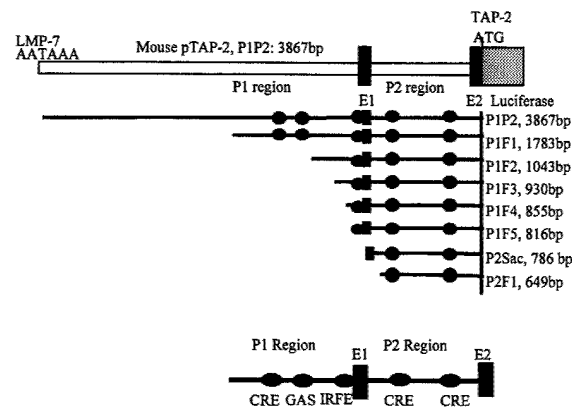 TAP-2
LMP-7
AATAAA
Mouse pTAP-2, P1P2: 3867bp
ATG
P1 region
P2 region
E1
E2
Luciferase
P1P2, 3867bp
P1F1, 1783bp
P1F2, 1043bp
P1F3, 930bp
P1F4, 855bp
P1F5, 816bp
P2Sac, 786 bp
P2F1, 649bp
P1 Region
E1
P2 Region
E2
CRE GAS IRFE CRE CRE